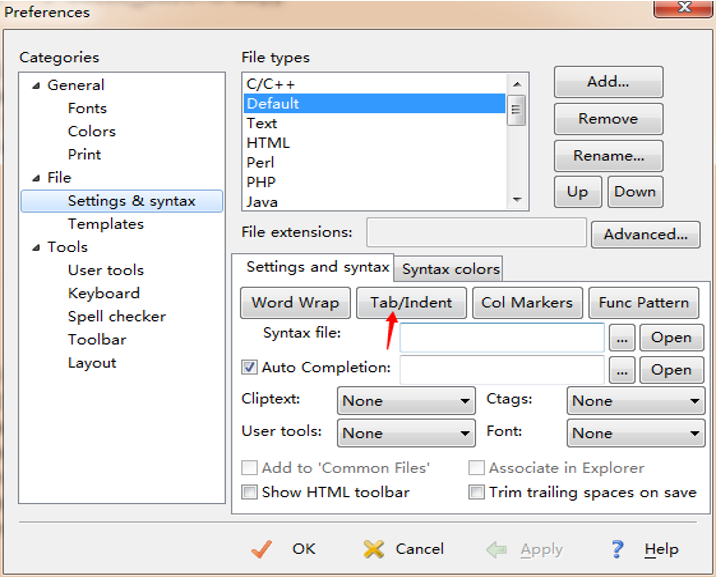 Preferences
Categories
General
Fonts
Colors
Print
File
Settings & syntax
Templates
Tools
User tools
Keyboard
Spell checker
Toolbar
Layout
File types
C/C++
Default
Text
HTML
Perl
PHP
Java
Add...
Remove
Rename...
Up Down
File extensions: Advanced...
Settings and syntax Syntax colors
Word Wrap Tab/Indent Col Markers Func Pattern
Syntax file: ... Open
Auto Completion: ... Open
Cliptext: None Ctags: None
User tools: None Font: None
Add to 'Common Files' Associate in Explorer
Show HTML toolbar Trim trailing spaces on save
OK Cancel Apply ? Help